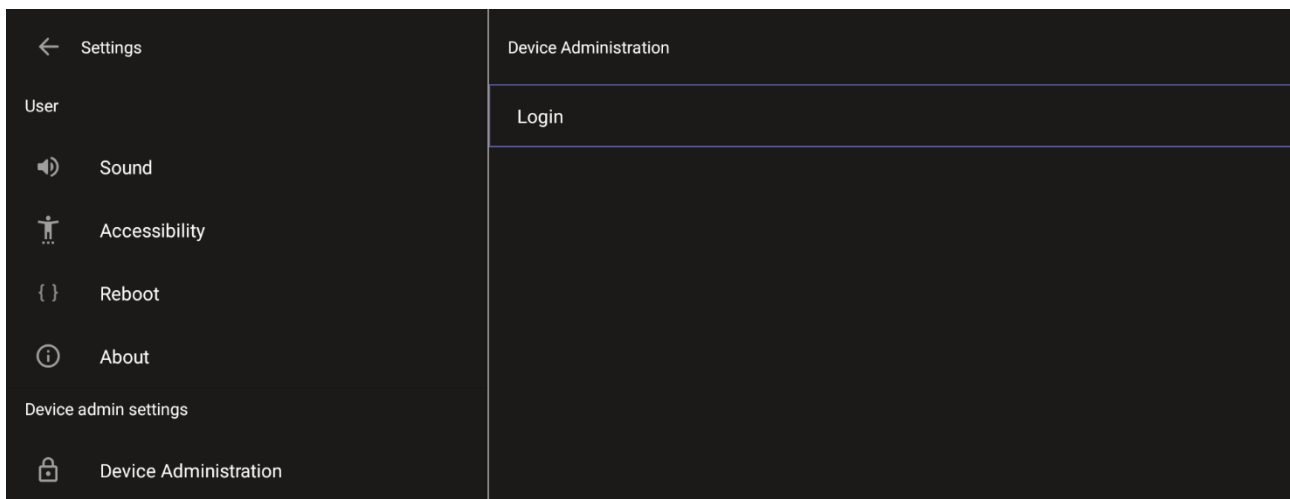 Settings
User
Sound
Accessibility
Reboot
About
Device admin settings
Device Administration
Device Administration
Login